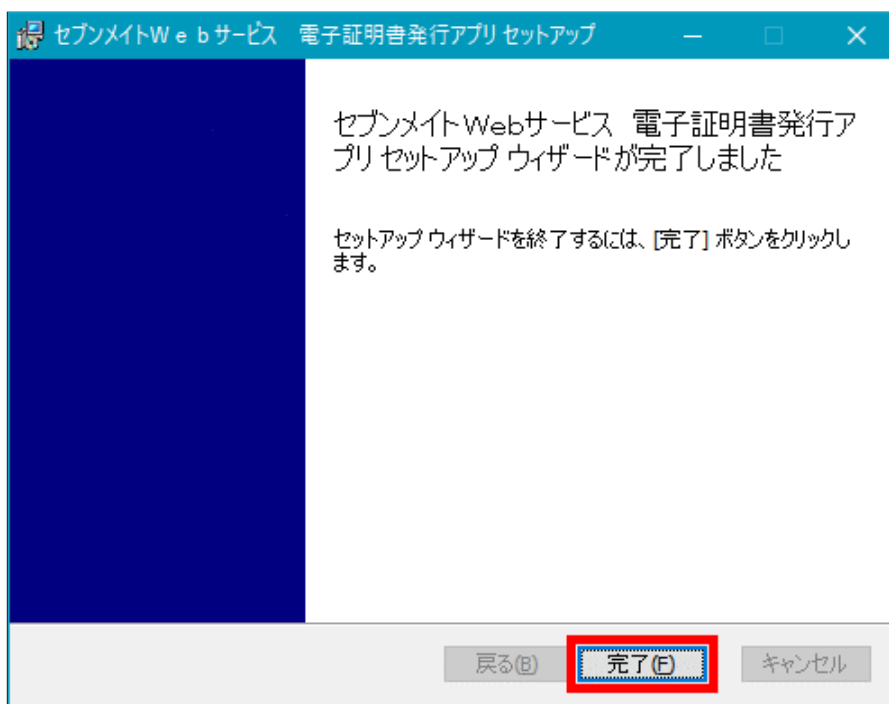 セブンメイトWebサービス　電子証明書発行アプリ セットアップ
セブンメイトWebサービス　電子証明書発行ア
プリ セットアップ ウィザードが完了しました
セットアップ ウィザードを終了するには、[完了] ボタンをクリックし
ます。
戻る(B) 完了(F) キャンセル